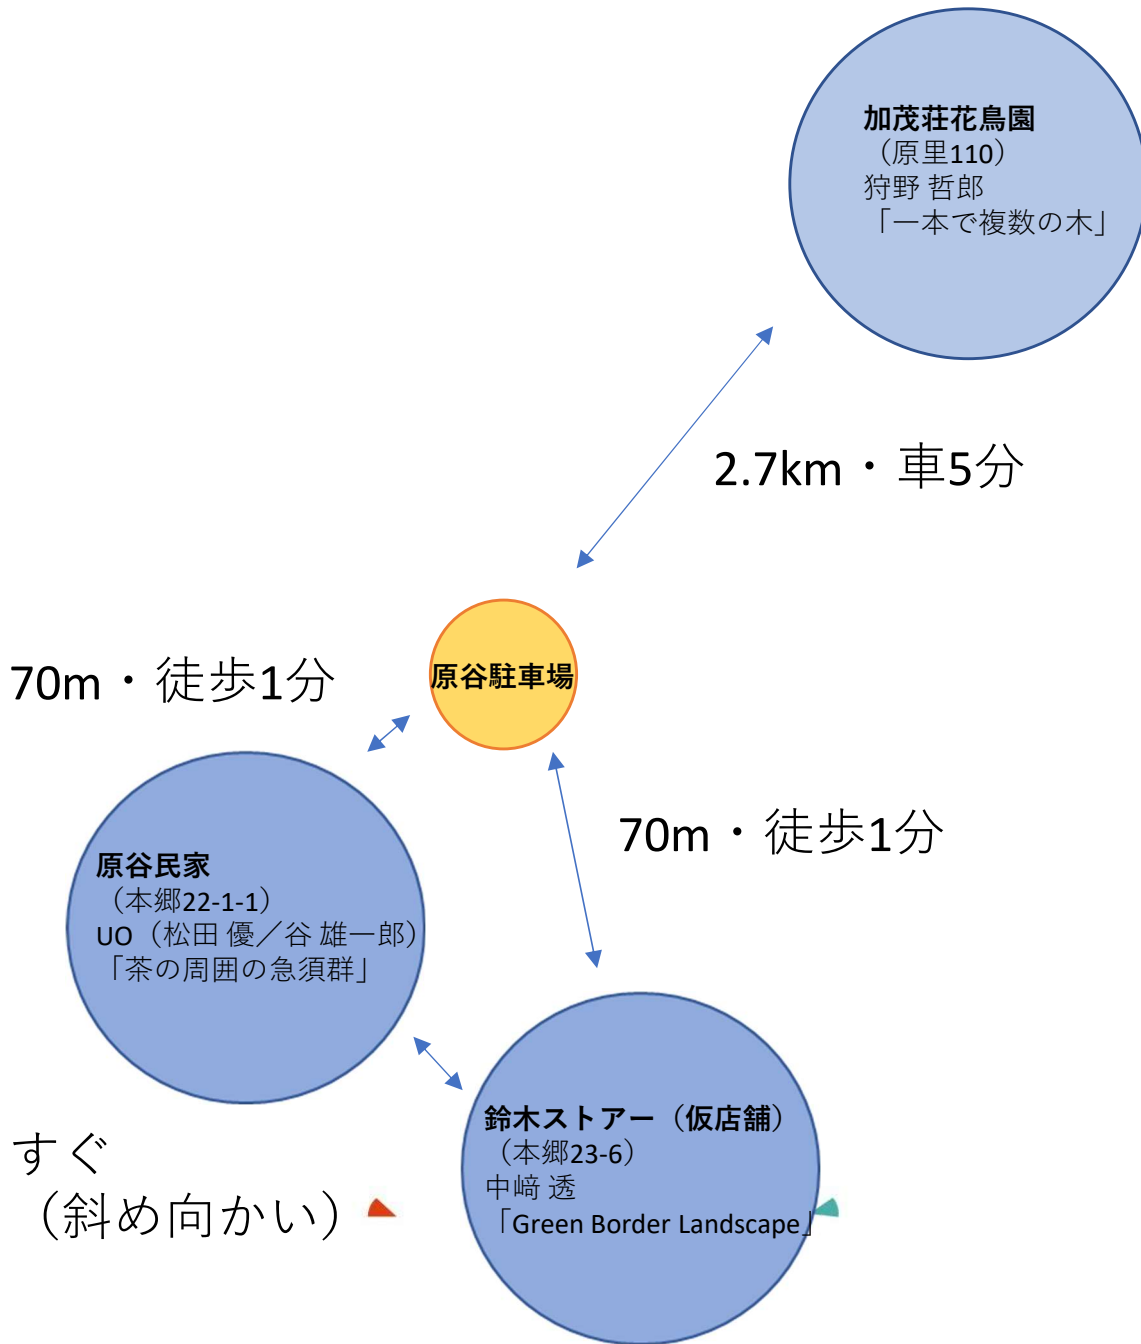 加茂荘花鳥園
（原里110）
狩野 哲郎
「一本で複数の木」
2.7km・車5分
原谷駐車場
70m・徒歩1分
70m・徒歩1分
原谷民家
（本郷22-1-1）
UO（松田 優／谷 雄一郎）
「茶の周囲の急須群」
鈴木ストアー（仮店舗）
（本郷23-6）
中﨑 透
「Green Border Landscape」
すぐ
（斜め向かい）